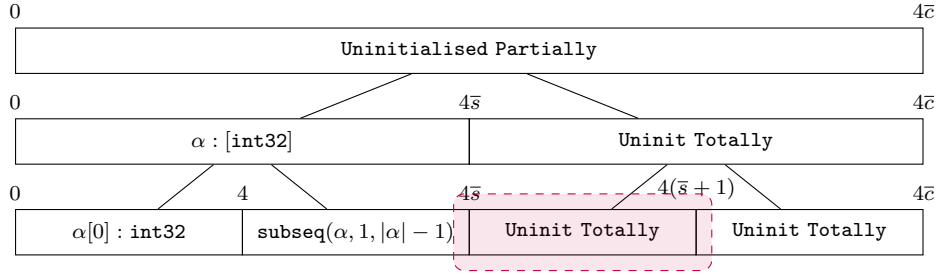 0 4c̅
Uninitialised Partially
0 4s̅ 4c̅
α : [int32] Uninit Totally
0 4 4s̅ 4(s̅ + 1) 4c̅
α[0] : int32 subseq(α, 1, |α| − 1) Uninit Totally Uninit Totally